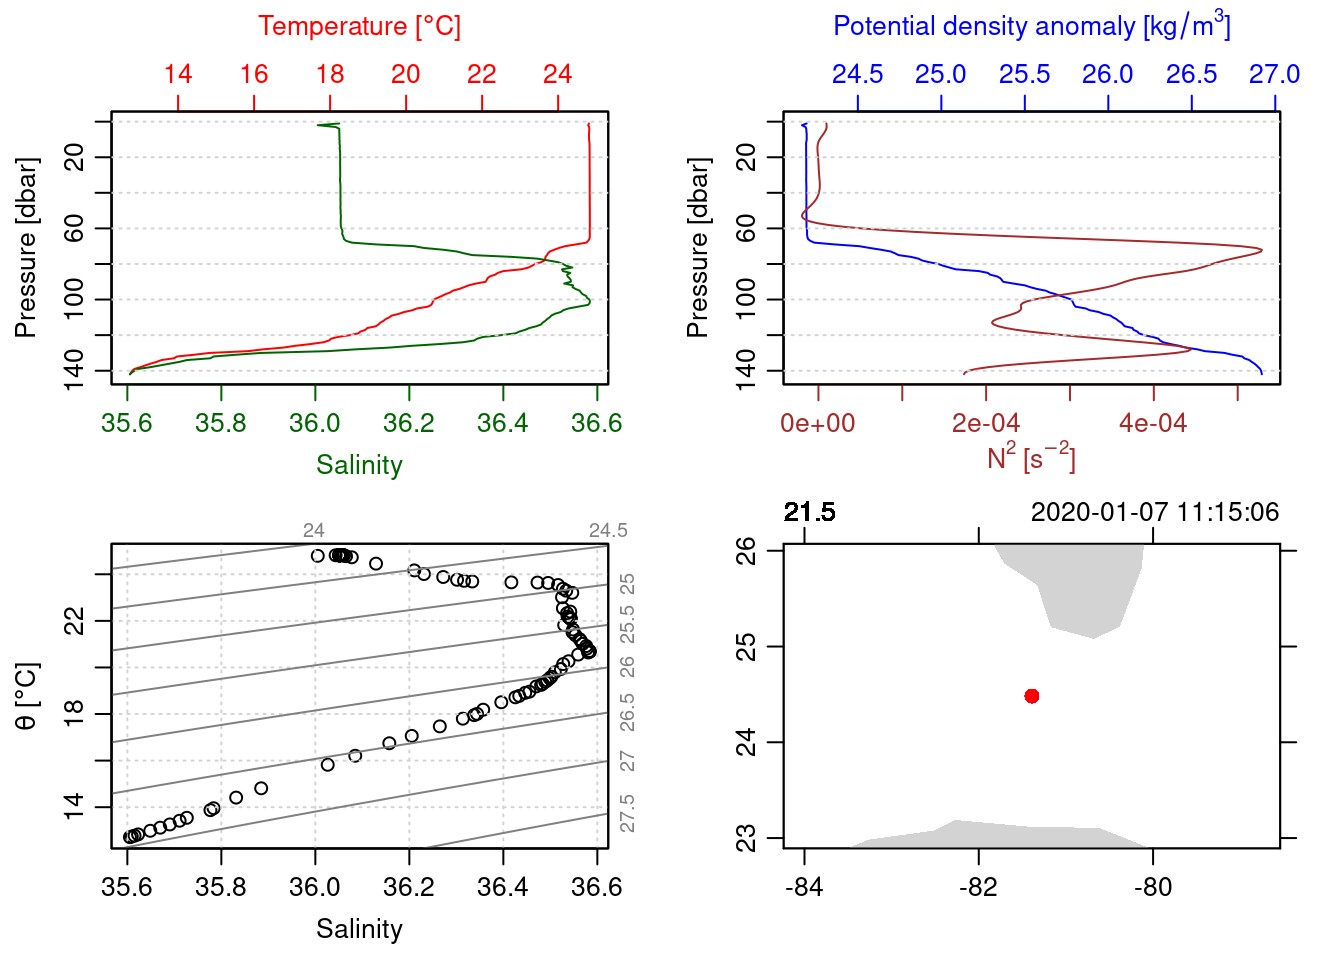 Temperature [°C]
14 16 18 20 22 24
Pressure [dbar]
20 60 100 140
35.6 35.8 36.0 36.2 36.4 36.6
Salinity
Potential density anomaly [kg/m³]
24.5 25.0 25.5 26.0 26.5 27.0
Pressure [dbar]
20 60 100 140
0e+00 2e-04 4e-04
N² [s⁻²]
24 24.5
25
25.5
26
26.5
27
27.5
θ [°C]
22 18 14
35.6 35.8 36.0 36.2 36.4 36.6
Salinity
21.5 2020-01-07 11:15:06
26 25 24 23
-84 -82 -80